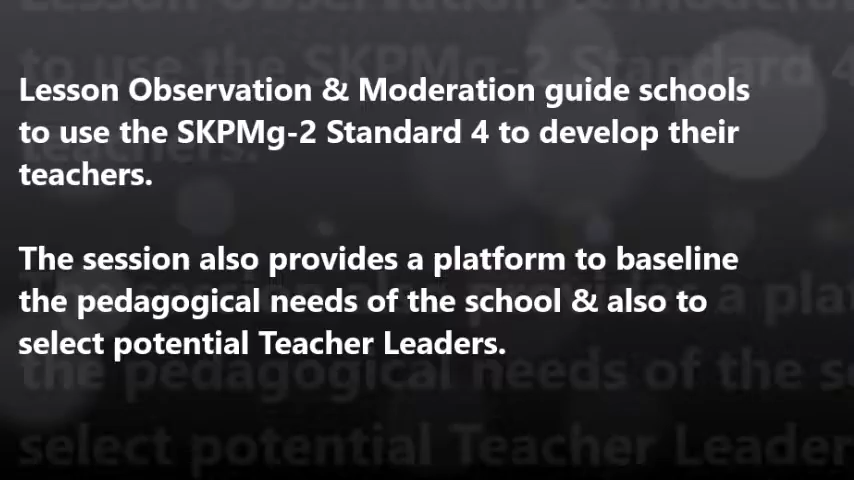 Lesson Observation & Moderation guide schools
to use the SKPMg-2 Standard 4 to develop their
teachers.
The session also provides a platform to baseline
the pedagogical needs of the school & also to
select potential Teacher Leaders.